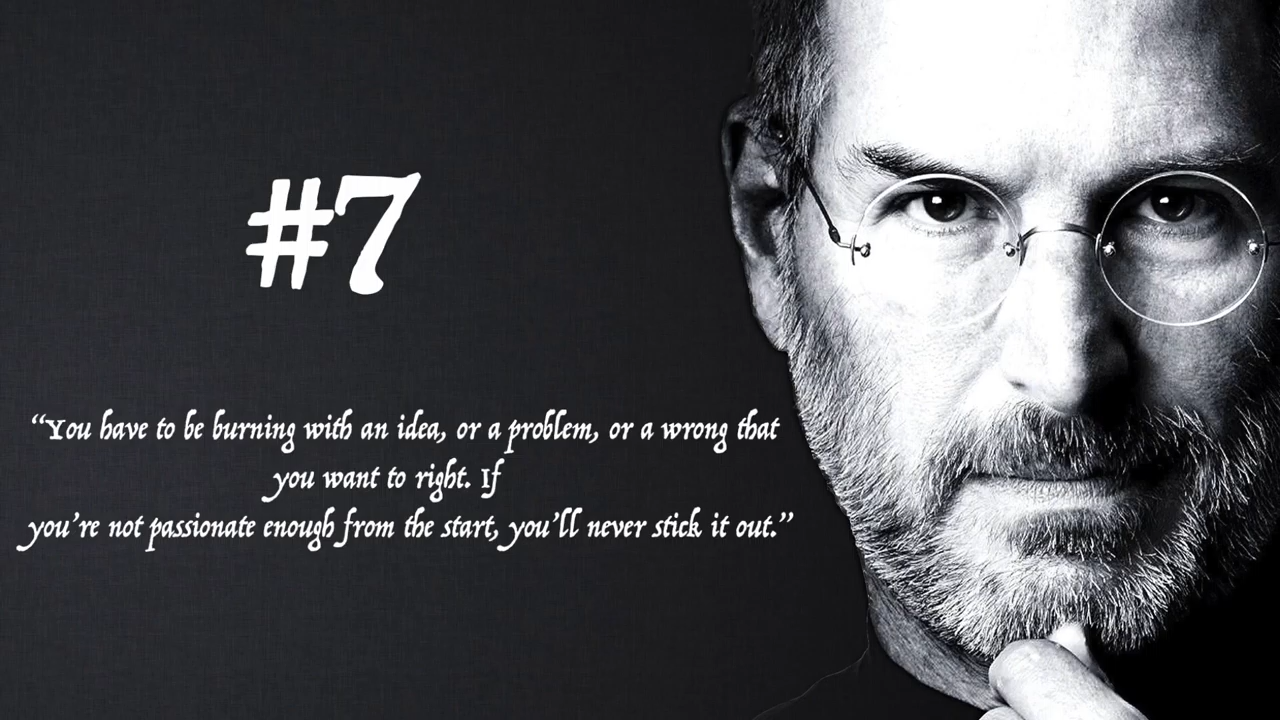 #7
“You have to be burning with an idea, or a problem, or a wrong that
you want to right. If
you’re not passionate enough from the start, you’ll never stick it out.”